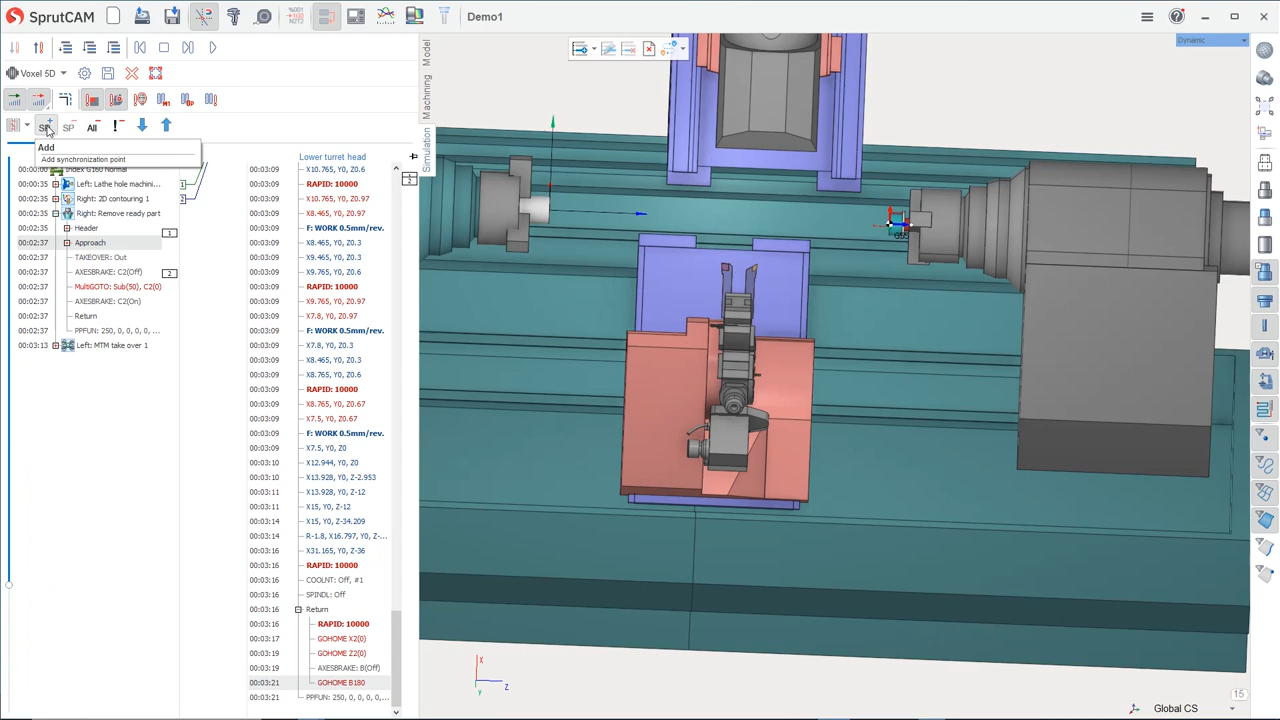 SprutCAM
Demo1
Voxel 5D
M1
SP
SP
All
Add
Add synchronization point
Index G160 Normal
00:02:35 Left: Lathe hole machini...
00:02:35 Right: 2D contouring 1
00:02:35 Right: Remove ready part
00:02:35 Header
00:02:37 Approach
00:02:37 TAKEOVER: Out
00:02:37 AXESBRAKE: C2(Off)
00:02:37 MultiGOTO: Sub(50), C2(0)
00:02:37 AXESBRAKE: C2(On)
00:02:37 Return
00:02:37 PPFUN: 250, 0, 0, 0, 0, ...
00:03:13 Left: MTM take over 1
1
2
1
2
Lower turret head
00:03:09 X10.765, Y0, Z0.6
00:03:09 RAPID: 10000
00:03:09 X10.765, Y0, Z0.97
00:03:09 X8.465, Y0, Z0.97
00:03:09 F: WORK 0.5mm/rev.
00:03:09 X8.465, Y0, Z0.3
00:03:09 X9.465, Y0, Z0.3
00:03:09 X9.765, Y0, Z0.6
00:03:09 RAPID: 10000
00:03:09 X9.765, Y0, Z0.97
00:03:09 X7.8, Y0, Z0.97
00:03:09 F: WORK 0.5mm/rev.
00:03:09 X7.8, Y0, Z0.3
00:03:09 X8.465, Y0, Z0.3
00:03:09 X8.765, Y0, Z0.6
00:03:09 RAPID: 10000
00:03:09 X8.765, Y0, Z0.67
00:03:09 X7.5, Y0, Z0.67
00:03:09 F: WORK 0.5mm/rev.
00:03:09 X7.5, Y0, Z0
00:03:10 X12.944, Y0, Z0
00:03:10 X13.928, Y0, Z-2.953
00:03:11 X13.928, Y0, Z-12
00:03:11 X15, Y0, Z-12
00:03:14 X15, Y0, Z-34.209
00:03:14 R-1.8, X16.797, Y0, Z-...
00:03:16 X31.165, Y0, Z-36
00:03:16 RAPID: 10000
00:03:16 COOLNT: Off, #1
00:03:16 SPINDL: Off
00:03:16 Return
00:03:16 RAPID: 10000
00:03:17 GOHOME X2(0)
00:03:19 GOHOME Z2(0)
00:03:19 AXESBRAKE: B(Off)
00:03:21 GOHOME B180
00:03:21 PPFUN: 250, 0, 0, 0, 0,...
Model
Machining
Simulation
Dynamic
X
Z
Y
15
Global CS